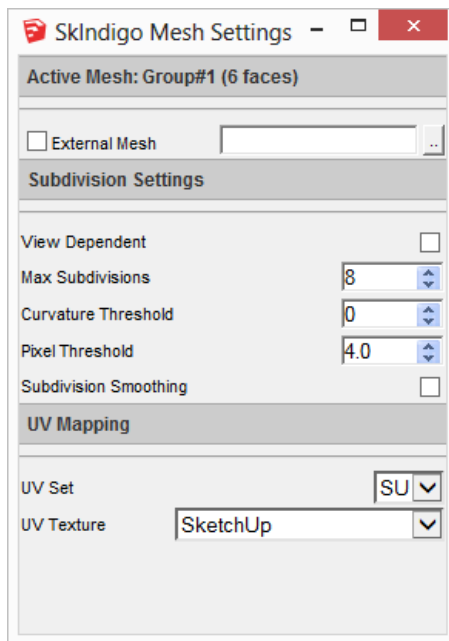 SkIndigo Mesh Settings
Active Mesh: Group#1 (6 faces)
External Mesh ..
Subdivision Settings
View Dependent
Max Subdivisions 8
Curvature Threshold 0
Pixel Threshold 4.0
Subdivision Smoothing
UV Mapping
UV Set SU
UV Texture SketchUp